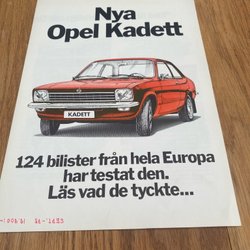 Nya
Opel Kadett
KADETT
124 bilister från hela Europa
har testat den.
Läs vad de tyckte...